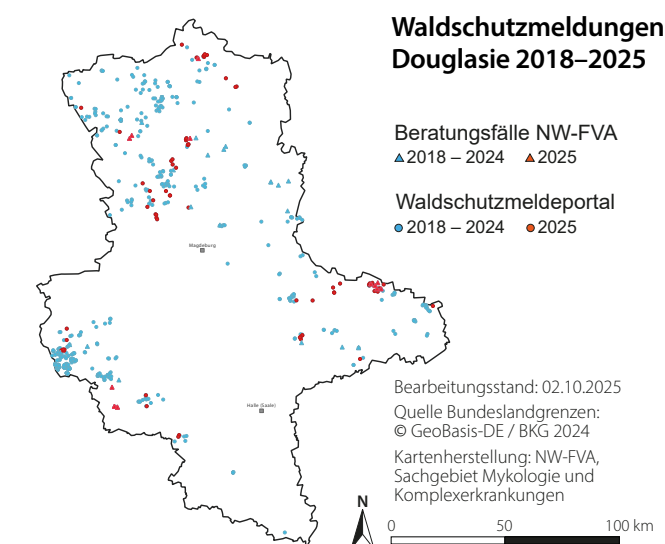 Waldschutzmeldungen
Douglasie 2018–2025
Beratungsfälle NW-FVA
2018 – 2024 2025
Waldschutzmeldeportal
2018 – 2024 2025
Magdeburg
Halle (Saale)
Bearbeitungsstand: 02.10.2025
Quelle Bundeslandgrenzen:
© GeoBasis-DE / BKG 2024
Kartenherstellung: NW-FVA,
Sachgebiet Mykologie und
Komplexerkrankungen
N
0 50 100 km